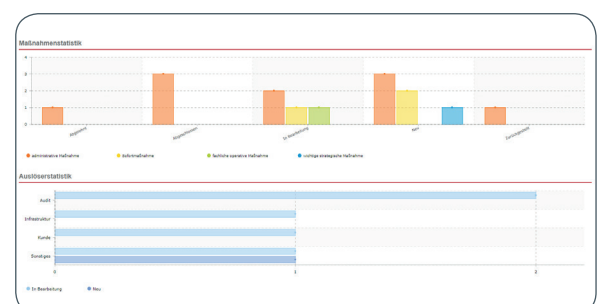 Maßnahmenstatistik
4
3
2
1
0
Abgelehnt
Abgeschlossen
In Bearbeitung
Neu
Zurückgestellt
administrative Maßnahme
Sofortmaßnahme
fachliche operative Maßnahme
wichtige strategische Maßnahme
Auslöserstatistik
Audit
Infrastruktur
Kunde
Sonstiges
0 1 2
In Bearbeitung Neu